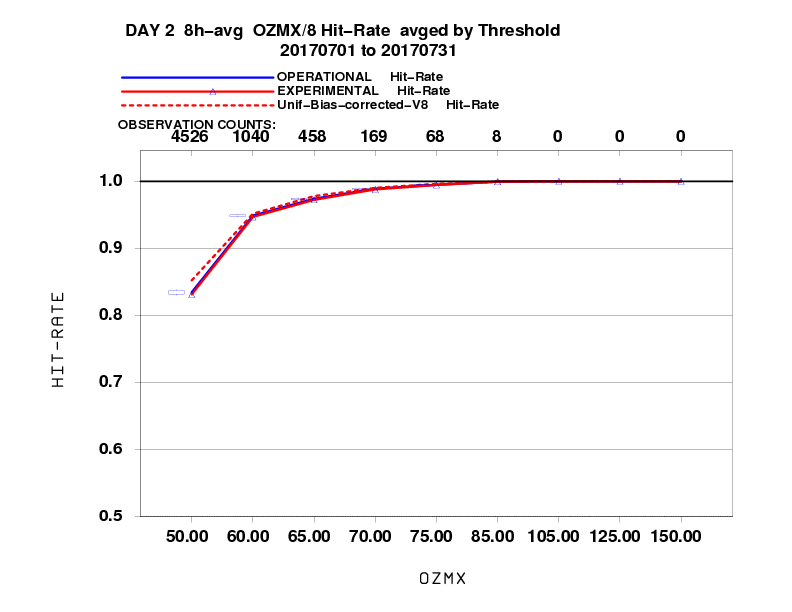 DAY 2 8h-avg OZMX/8 Hit-Rate avged by Threshold
20170701 to 20170731
OPERATIONAL Hit-Rate
EXPERIMENTAL Hit-Rate
Unif-Bias-corrected-V8 Hit-Rate
OBSERVATION COUNTS:
4526 1040 458 169 68 8 0 0 0
1.0
0.9
0.8
0.7
0.6
0.5
HIT-RATE
50.00 60.00 65.00 70.00 75.00 85.00 105.00 125.00 150.00
OZMX